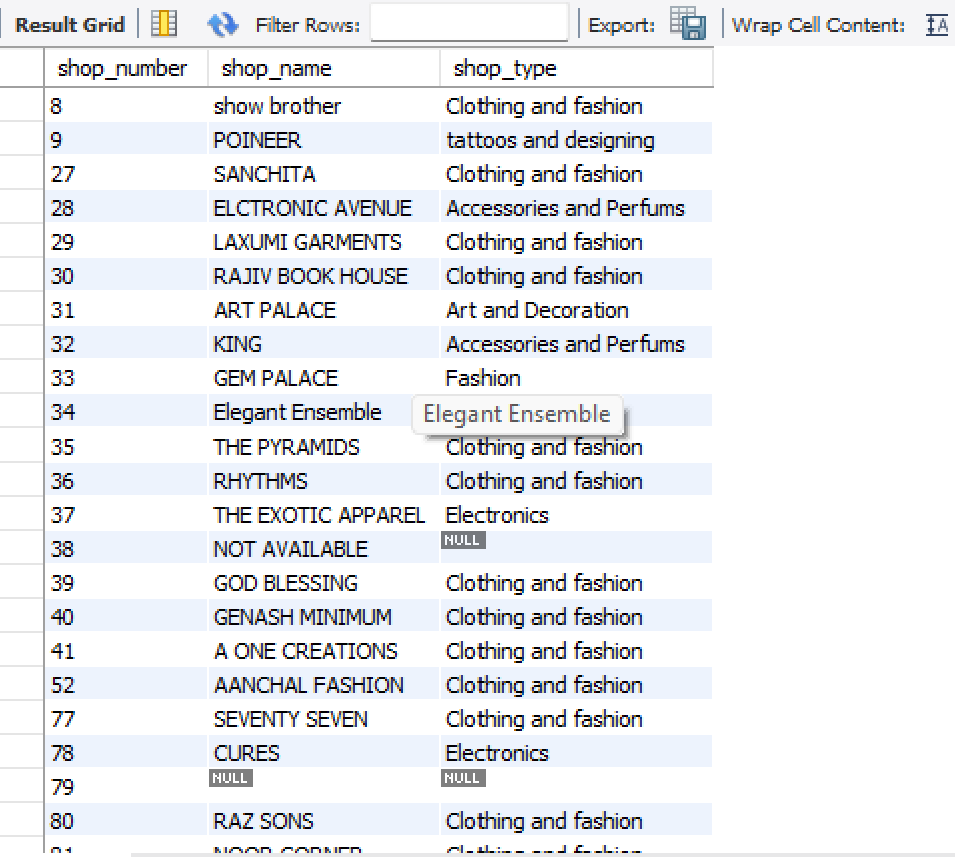 Result Grid Filter Rows: Export: Wrap Cell Content: IA
shop_number shop_name shop_type
8 show brother Clothing and fashion
9 POINEER tattoos and designing
27 SANCHITA Clothing and fashion
28 ELCTRONIC AVENUE Accessories and Perfums
29 LAXUMI GARMENTS Clothing and fashion
30 RAJIV BOOK HOUSE Clothing and fashion
31 ART PALACE Art and Decoration
32 KING Accessories and Perfums
33 GEM PALACE Fashion
34 Elegant Ensemble Elegant Ensemble
35 THE PYRAMIDS Clothing and fashion
36 RHYTHMS Clothing and fashion
37 THE EXOTIC APPAREL Electronics
38 NOT AVAILABLE NULL
39 GOD BLESSING Clothing and fashion
40 GENASH MINIMUM Clothing and fashion
41 A ONE CREATIONS Clothing and fashion
52 AANCHAL FASHION Clothing and fashion
77 SEVENTY SEVEN Clothing and fashion
78 CURES Electronics
79 NULL NULL
80 RAZ SONS Clothing and fashion